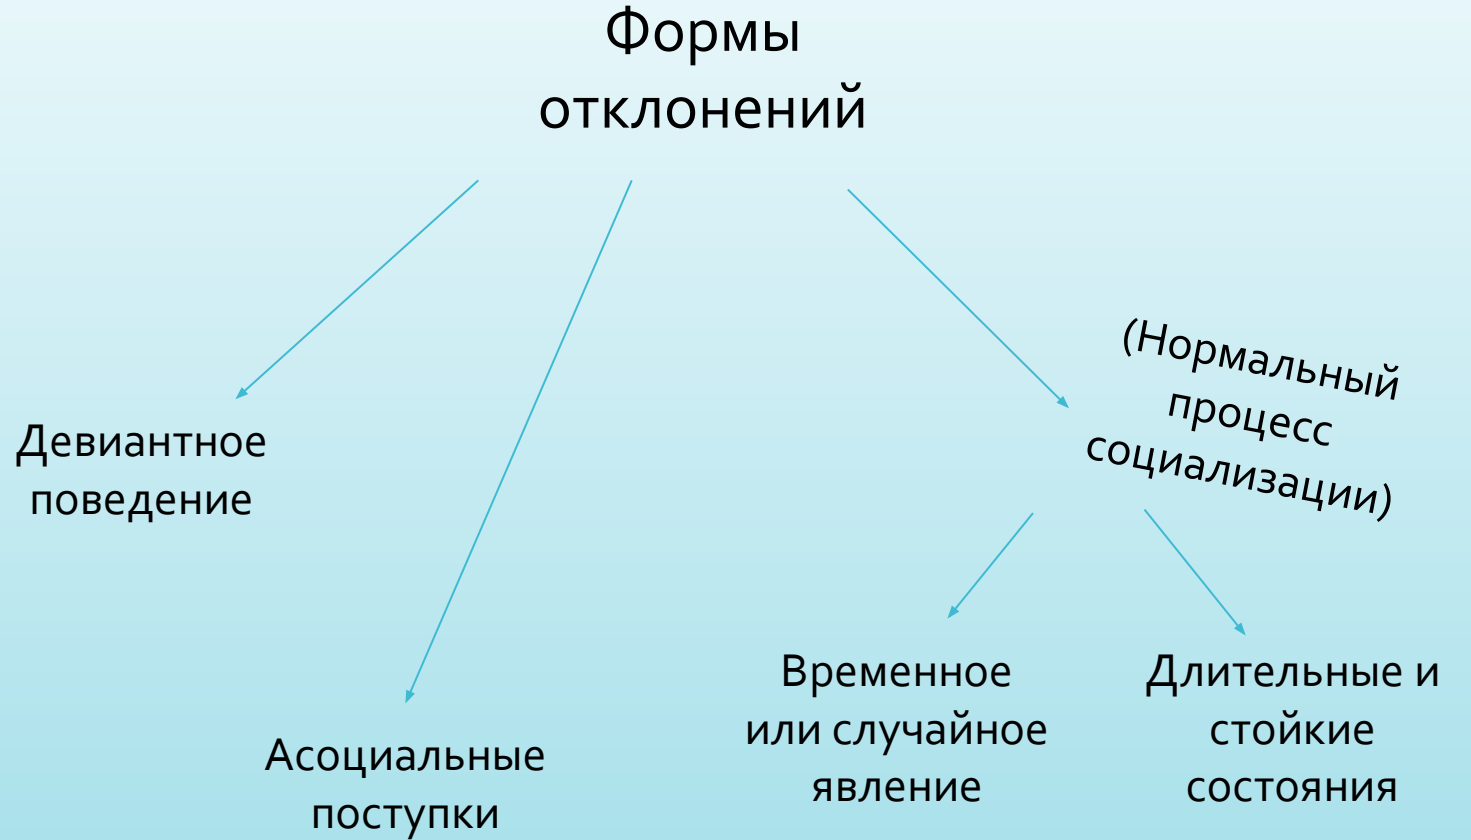 Формы
отклонений
(Нормальный
процесс
социализации)
Девиантное
поведение
Временное
или случайное
явление
Длительные и
стойкие
состояния
Асоциальные
поступки